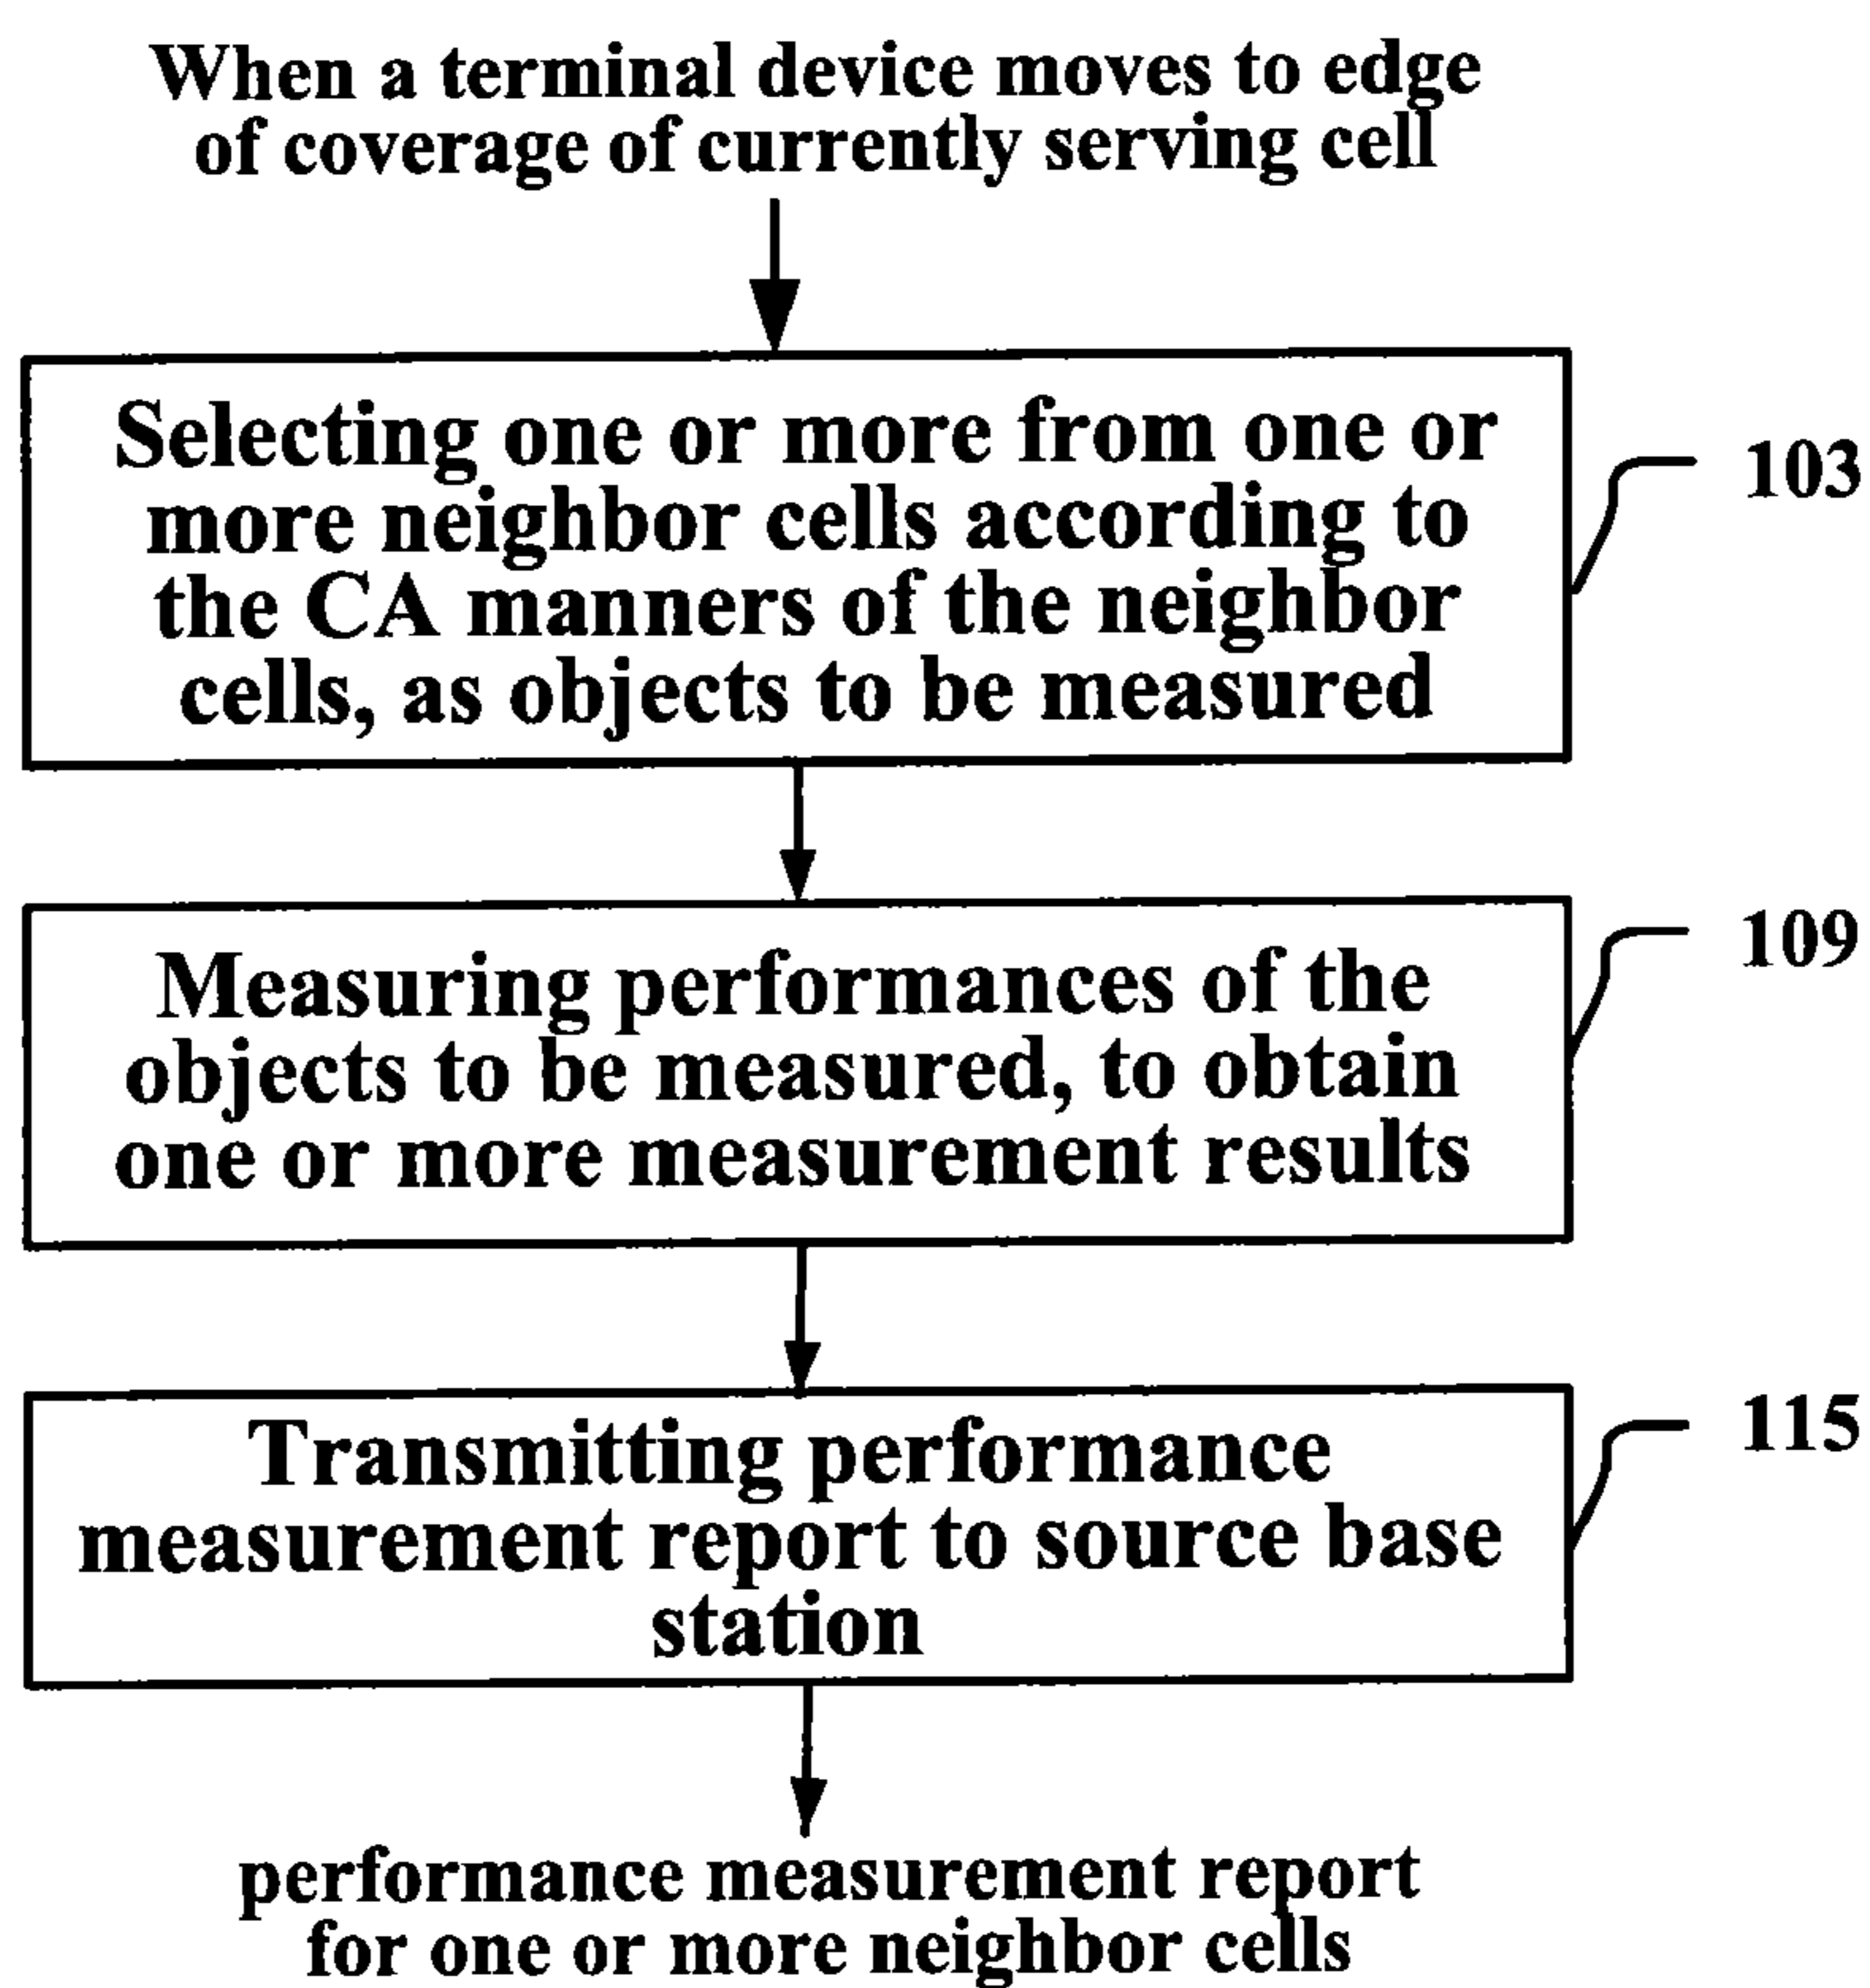 When a terminal device moves to edge
of coverage of currently serving cell
Selecting one or more from one or
more neighbor cells according to
the CA manners of the neighbor
cells, as objects to be measured
103
Measuring performances of the
objects to be measured, to obtain
one or more measurement results
109
Transmitting performance
measurement report to source base
station
115
performance measurement report
for one or more neighbor cells